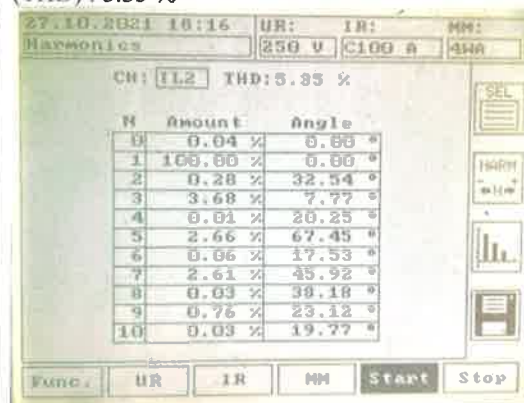 27.10.2021 16:16 UR: IR: MM:
Harmonics 250 V C100 A 4WA
CH: IL2 THD:5.35 %
SEL
N Amount Angle
0 0.04 % 0.00 °
1 100.00 % 0.00 °
HARM
2 0.28 % 32.54 °
←N→
3 3.68 % 7.77 °
4 0.01 % 20.25 °
5 2.66 % 67.45 °
6 0.06 % 17.53 °
7 2.61 % 45.92 °
8 0.03 % 38.18 °
9 0.76 % 23.12 °
10 0.03 % 19.77 °
Func. UR IR MM Start Stop